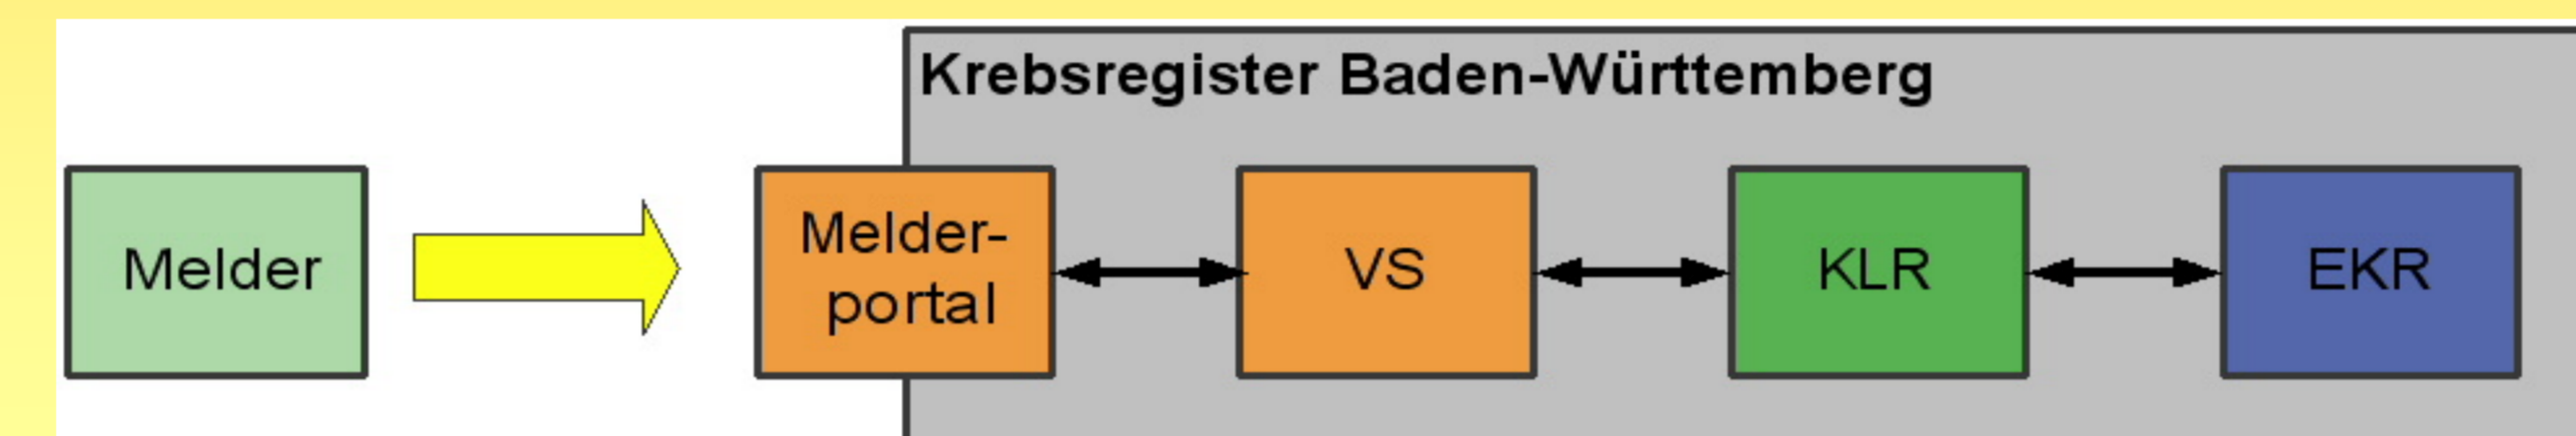 Krebsregister Baden-Württemberg
Melder
Melder-
portal
VS
KLR
EKR